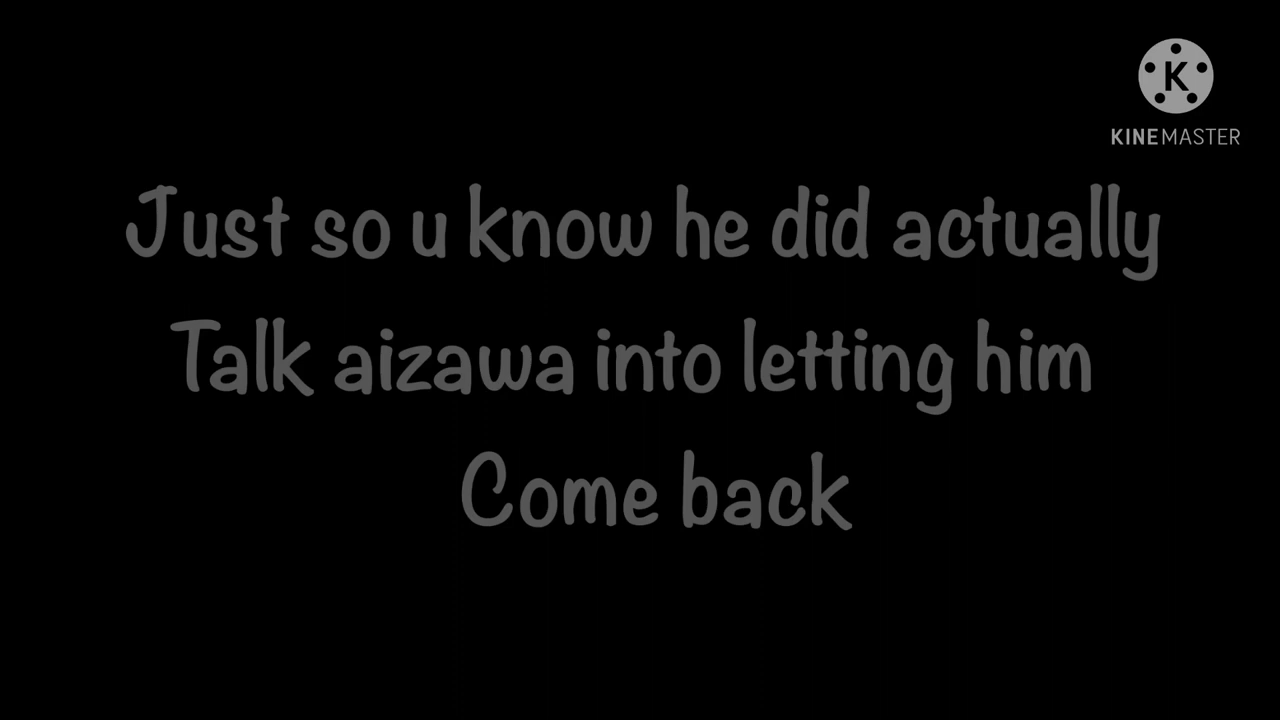 K
KINEMASTER
Just so u know he did actually
Talk aizawa into letting him
Come back